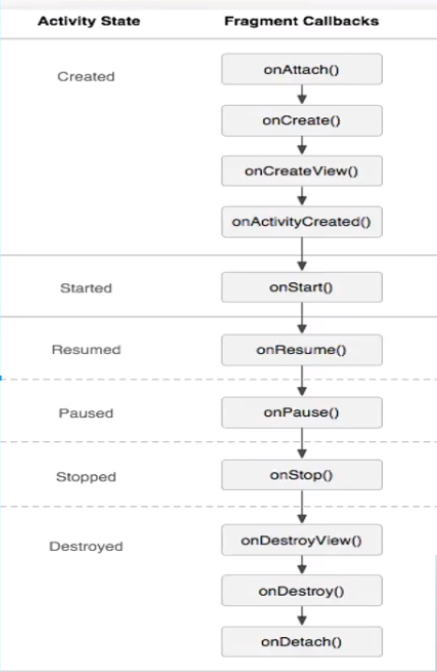 Activity State Fragment Callbacks
Created
onAttach()
onCreate()
onCreateView()
onActivityCreated()
Started
onStart()
Resumed
onResume()
Paused
onPause()
Stopped
onStop()
Destroyed
onDestroyView()
onDestroy()
onDetach()